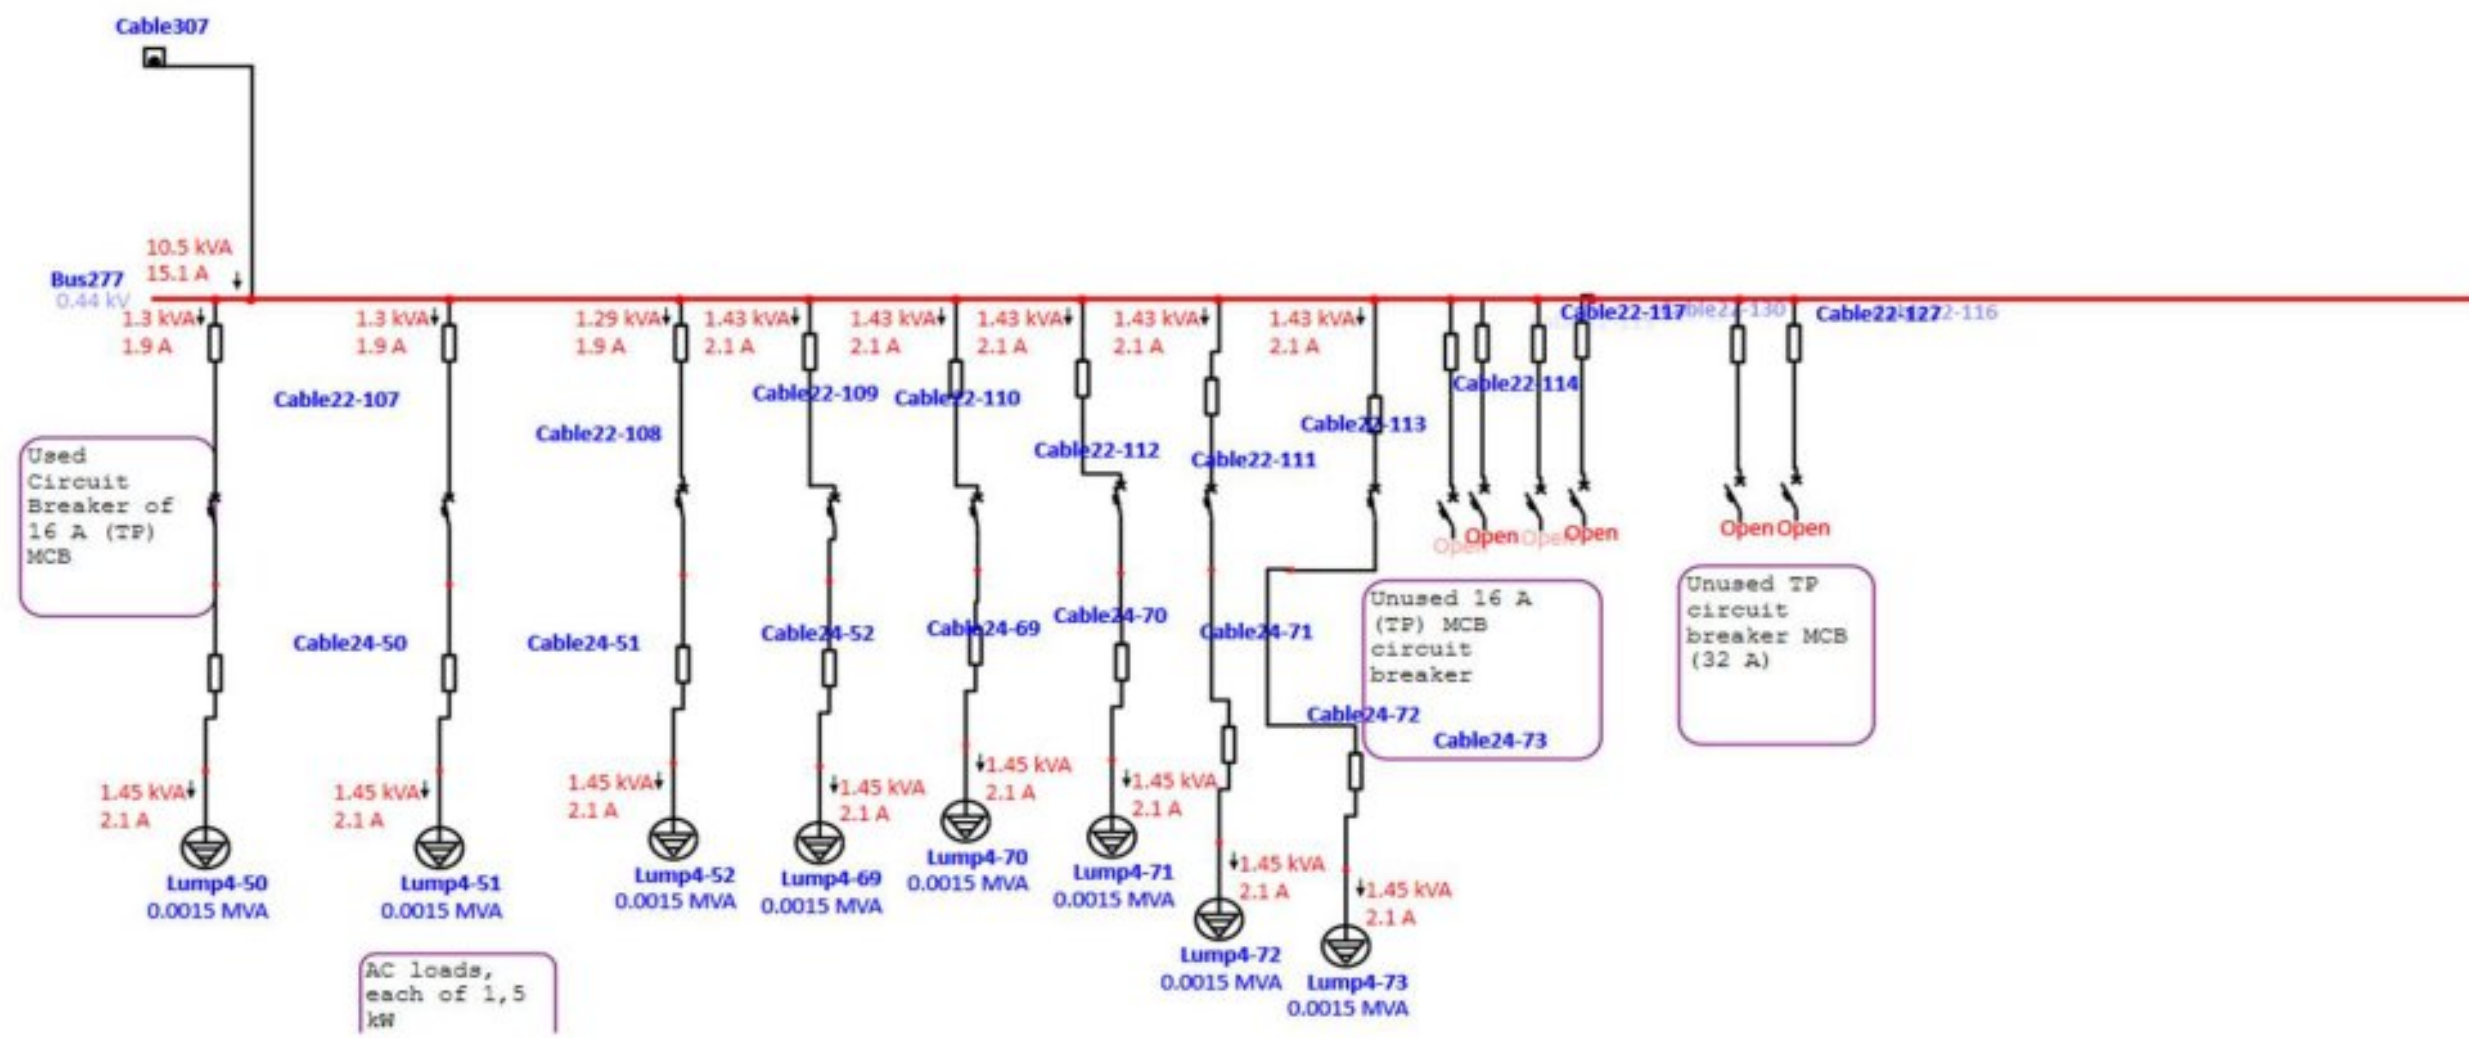 Cable307
10.5 kVA
15.1 A
Bus277
0.44 kV
1.3 kVA
1.9 A
1.3 kVA
1.9 A
1.29 kVA
1.9 A
1.43 kVA
2.1 A
1.43 kVA
2.1 A
1.43 kVA
2.1 A
1.43 kVA
2.1 A
1.43 kVA
2.1 A
Cable22-117
Cable22-127
Cable22-107
Cable22-108
Cable22-109
Cable22-110
Cable22-112
Cable22-111
Cable22-113
Cable22-114
Used
Circuit
Breaker of
16 A (TP)
MCB
Open
Open
Open
Open
Open
Open
Cable24-50
Cable24-51
Cable24-52
Cable24-69
Cable24-70
Cable24-71
Cable24-72
Cable24-73
Unused 16 A
(TP) MCB
circuit
breaker
Unused TP
circuit
breaker MCB
(32 A)
1.45 kVA
2.1 A
1.45 kVA
2.1 A
1.45 kVA
2.1 A
1.45 kVA
2.1 A
1.45 kVA
2.1 A
1.45 kVA
2.1 A
1.45 kVA
2.1 A
1.45 kVA
2.1 A
Lump4-50
0.0015 MVA
Lump4-51
0.0015 MVA
Lump4-52
0.0015 MVA
Lump4-69
0.0015 MVA
Lump4-70
0.0015 MVA
Lump4-71
0.0015 MVA
Lump4-72
0.0015 MVA
Lump4-73
0.0015 MVA
AC loads,
each of 1,5
kW